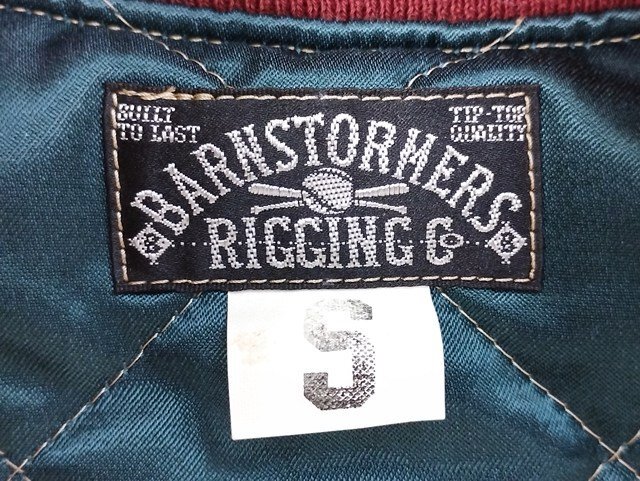 BUILT
TO LAST
TIP-TOP
QUALITY
BARNSTORMERS
RIGGING Co
S